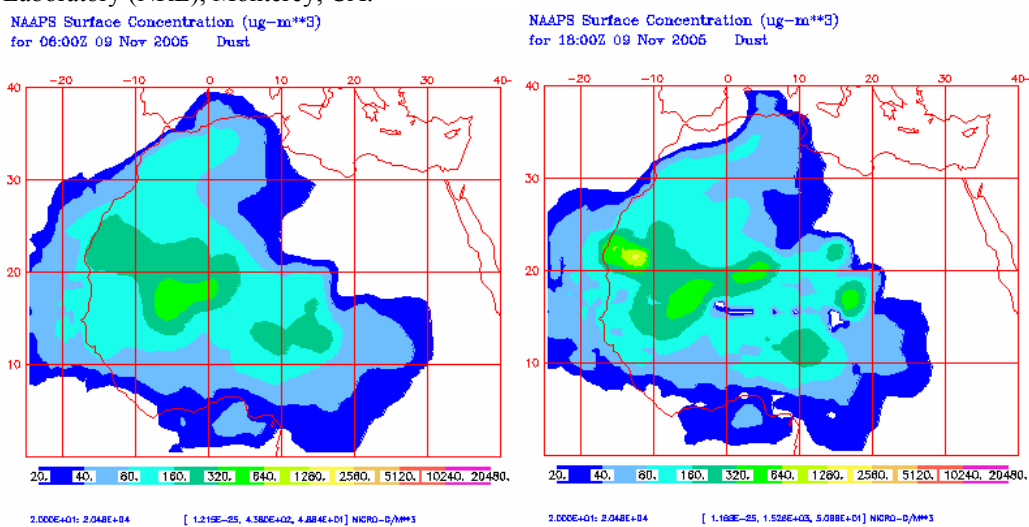 Laboratory (NRL), Monterey, CA.
NAAPS Surface Concentration (ug-m**3)
for 06:00Z 09 Nov 2005 Dust
-20 -10 0 10 20 30 40
40
30
20
10
20. 40. 80. 160. 320. 640. 1280. 2560. 5120. 10240. 20480.
2.000E+01: 2.048E+04 [ 1.219E-25, 4.380E+02, 4.884E+01] MICRO-G/M**3
NAAPS Surface Concentration (ug-m**3)
for 18:00Z 09 Nov 2005 Dust
-20 -10 0 10 20 30 40
40
30
20
10
20. 40. 80. 160. 320. 640. 1280. 2560. 5120. 10240. 20480.
2.000E+01: 2.048E+04 [ 1.168E-25, 1.526E+03, 5.088E+01] MICRO-G/M**3